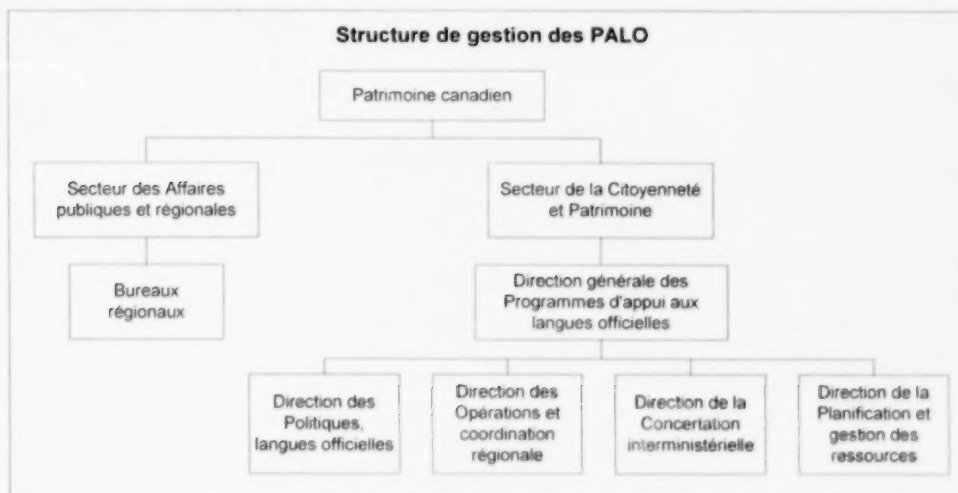 Structure de gestion des PALO
Patrimoine canadien
Secteur des Affaires
publiques et régionales
Secteur de la Citoyenneté
et Patrimoine
Bureaux
régionaux
Direction générale des
Programmes d'appui aux
langues officielles
Direction des
Politiques,
langues officielles
Direction des
Opérations et
coordination
régionale
Direction de la
Concertation
interministérielle
Direction de la
Planification et
gestion des
ressources